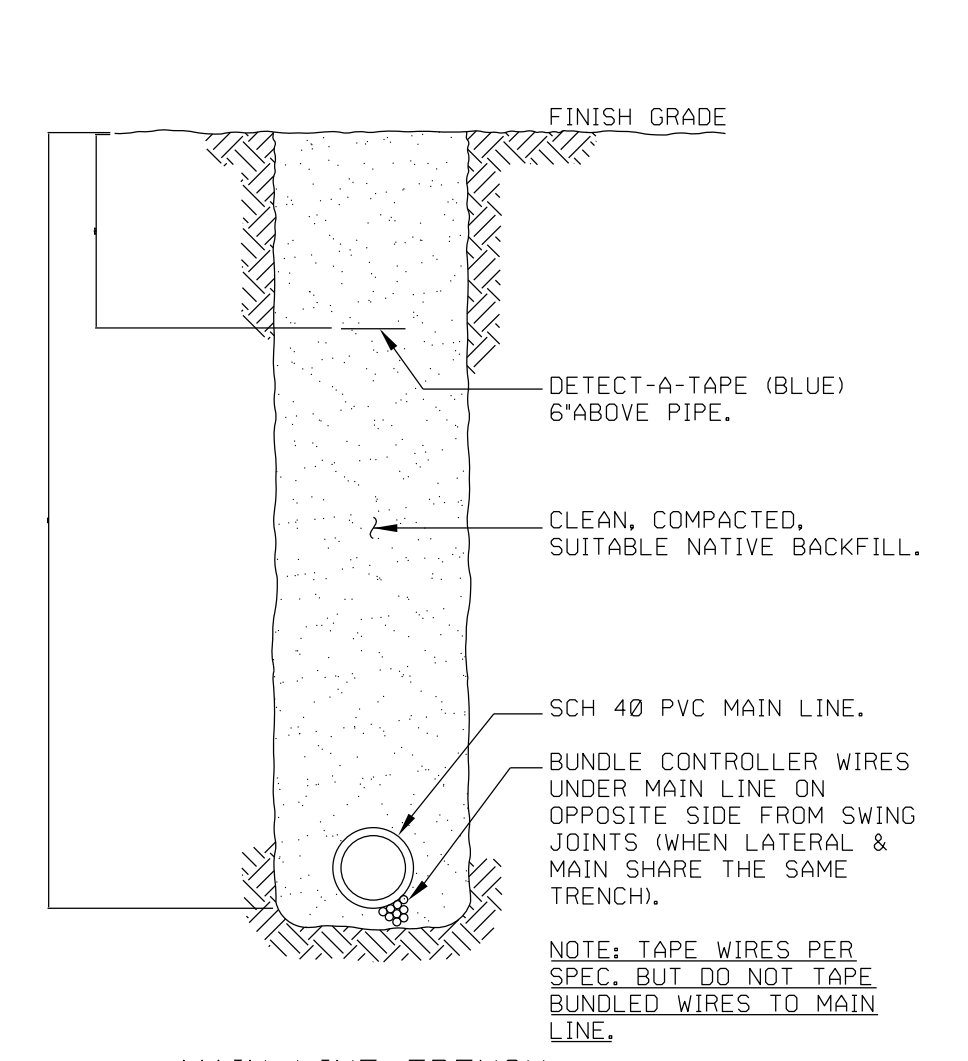 FINISH GRADE
DETECT-A-TAPE (BLUE)
6"ABOVE PIPE.
CLEAN, COMPACTED,
SUITABLE NATIVE BACKFILL.
SCH 40 PVC MAIN LINE.
BUNDLE CONTROLLER WIRES
UNDER MAIN LINE ON
OPPOSITE SIDE FROM SWING
JOINTS (WHEN LATERAL &
MAIN SHARE THE SAME
TRENCH).
NOTE: TAPE WIRES PER
SPEC. BUT DO NOT TAPE
BUNDLED WIRES TO MAIN
LINE.